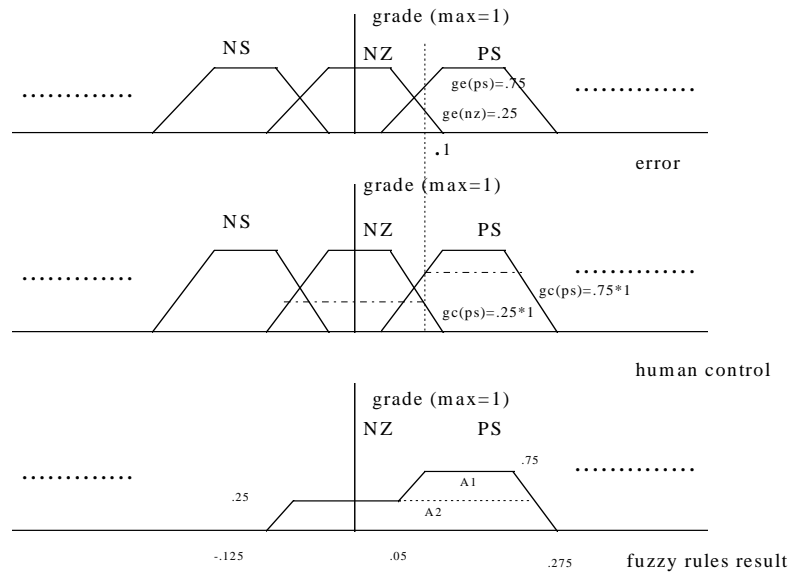 grade (max=1)
NS NZ PS
ge(ps)=.75
ge(nz)=.25
.1
error
grade (max=1)
NS NZ PS
gc(ps)=.75*1
gc(ps)=.25*1
human control
grade (max=1)
NZ PS
.75
A1
.25
A2
-.125 .05 .275
fuzzy rules result